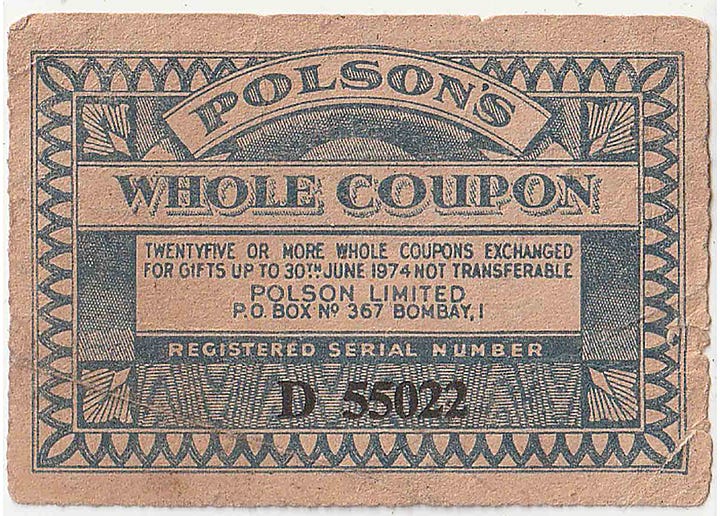 POLSON'S
WHOLE COUPON
TWENTYFIVE OR MORE WHOLE COUPONS EXCHANGED
FOR GIFTS UP TO 30TH JUNE 1974 NOT TRANSFERABLE
POLSON LIMITED
P.O. BOX Nº 367 BOMBAY, 1
REGISTERED SERIAL NUMBER
D 55022